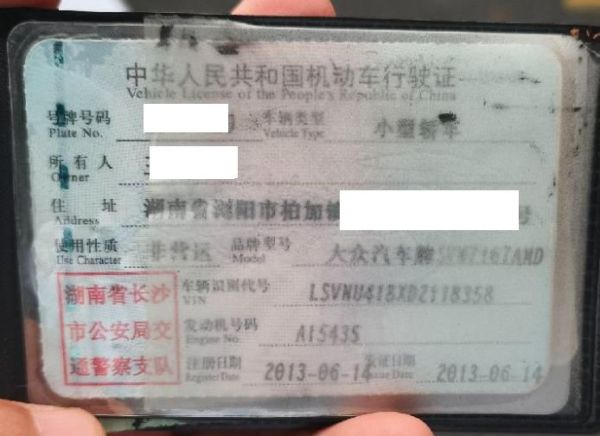 中华人民共和国机动车行驶证
Vehicle License of the People's Republic of China
号牌号码 车辆类型 小型轿车
Plate No. Vehicle Type
所有人
Owner
住址 湖南省浏阳市柏加镇 号
Address
使用性质 非营运 品牌型号 大众汽车牌
Use Character Model
湖南省长沙 车辆识别代号 LSVNU41BXD2118358
VIN
市公安局交 发动机号码 A15435
Engine No.
通警察支队 注册日期 2013-06-14 发证日期 2013-06-14
Register Date Issue Date